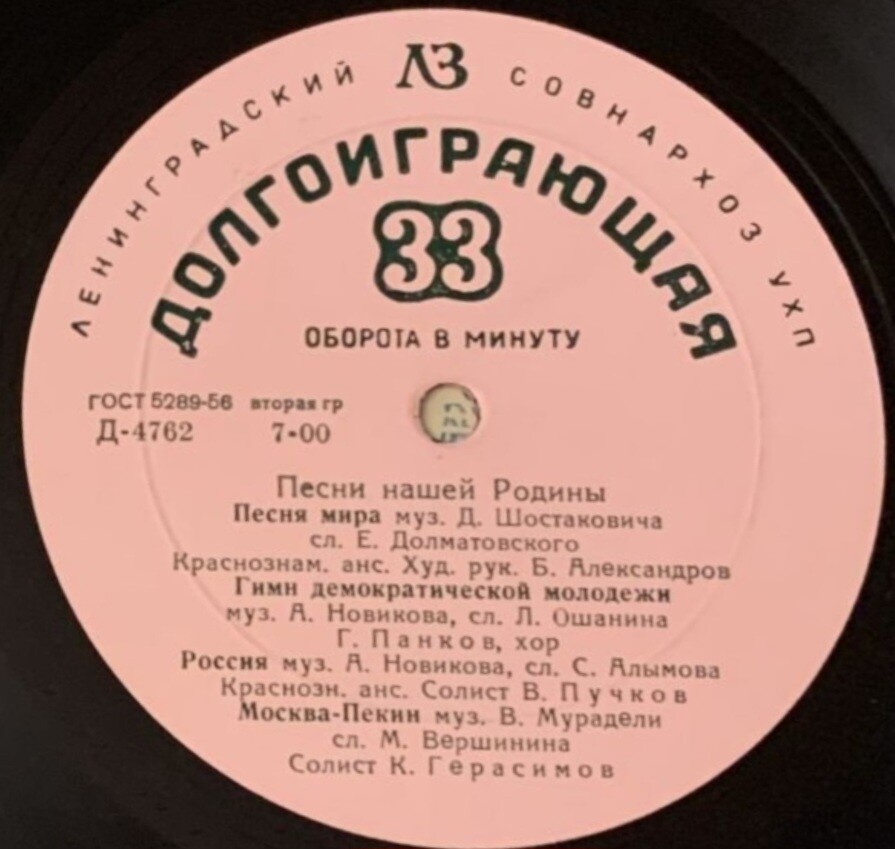 ЛЕНИНГРАДСКИЙ ЛЗ СОВНАРХОЗ УХП
ДОЛГОИГРАЮЩАЯ
33
ОБОРОТА В МИНУТУ
ГОСТ 5289-56 вторая гр
Д-4762 7-00
Песни нашей Родины
Песня мира муз. Д. Шостаковича
сл. Е. Долматовского
Краснознам. анс. Худ. рук. Б. Александров
Гимн демократической молодежи
муз. А. Новикова, сл. Л. Ошанина
Г. Панков, хор
Россия муз. А. Новикова, сл. С. Алымова
Краснозн. анс. Солист В. Пучков
Москва-Пекин муз. В. Мурадели
сл. М. Вершинина
Солист К. Герасимов